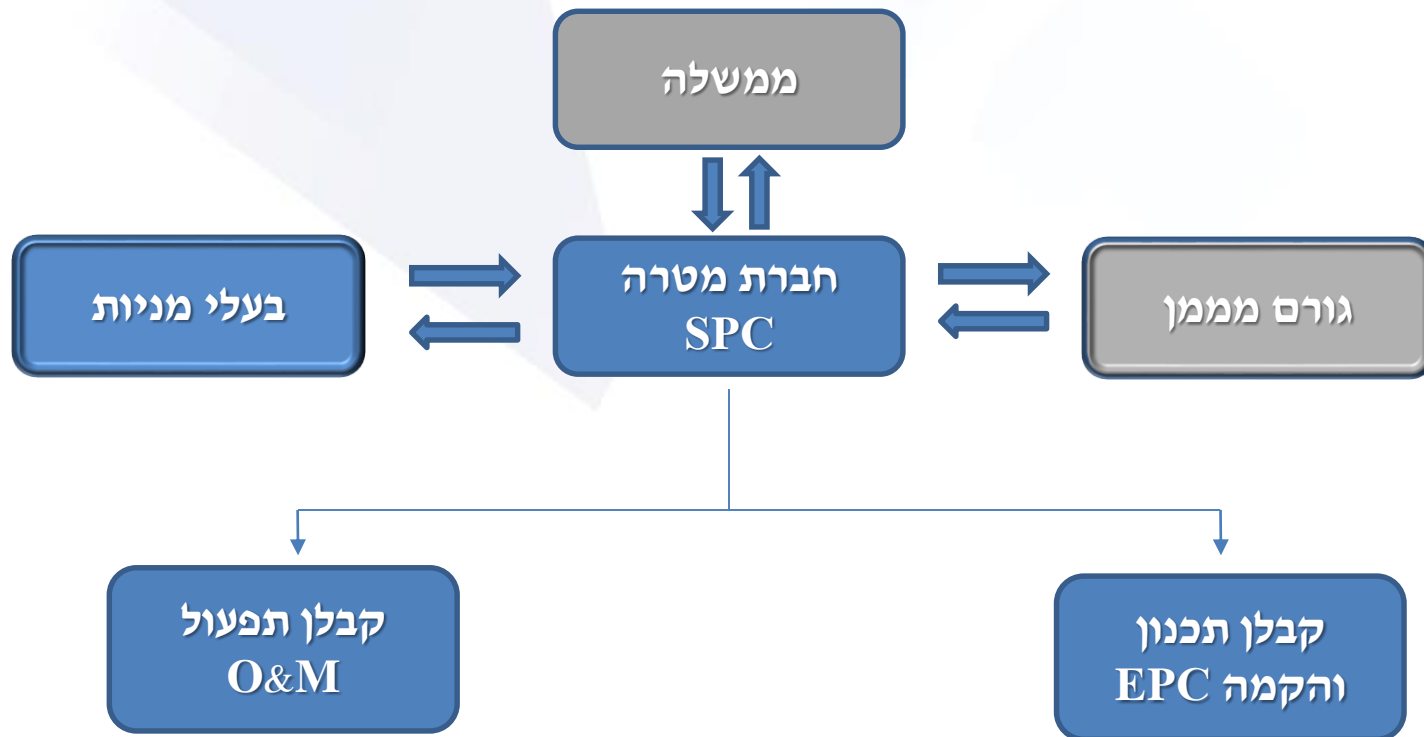 ממשלה
חברת מטרה
SPC
גורם מממן
בעלי מניות
קבלן תכנון
והקמה EPC
קבלן תפעול
O&M